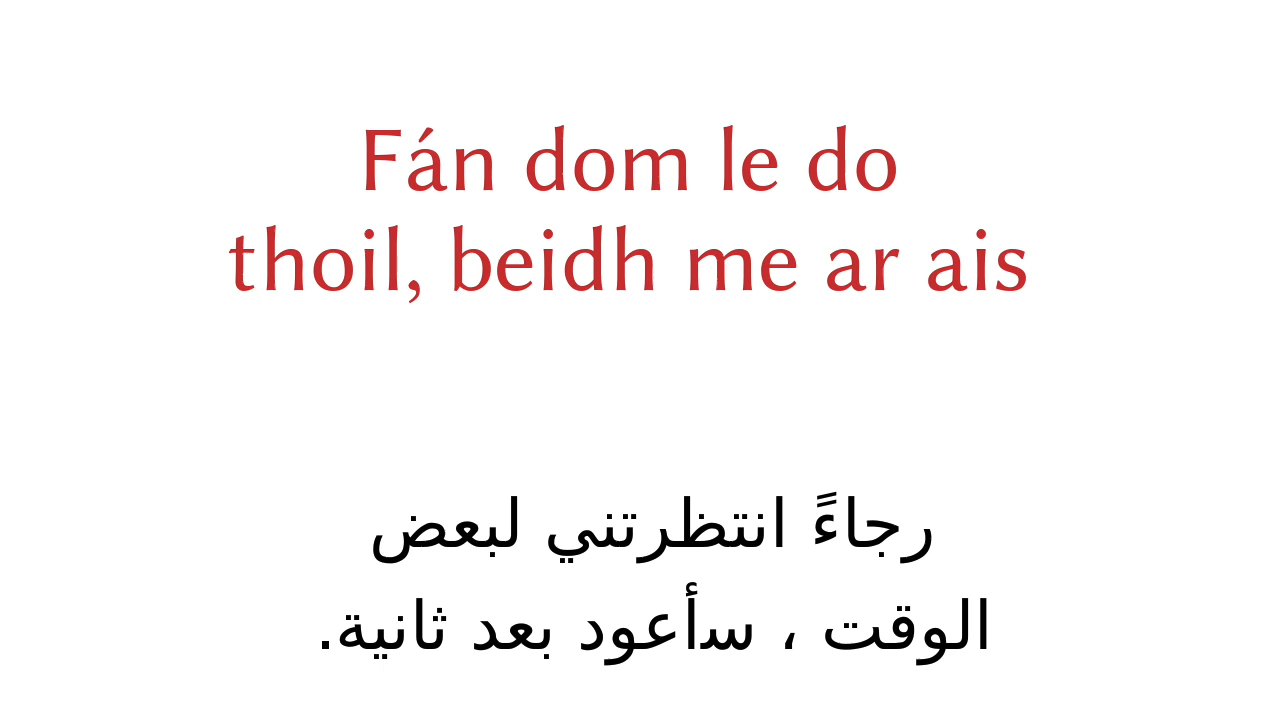 Fán dom le do
thoil, beidh me ar ais
رجاءً انتظرتني لبعض
الوقت ، سأعود بعد ثانية.